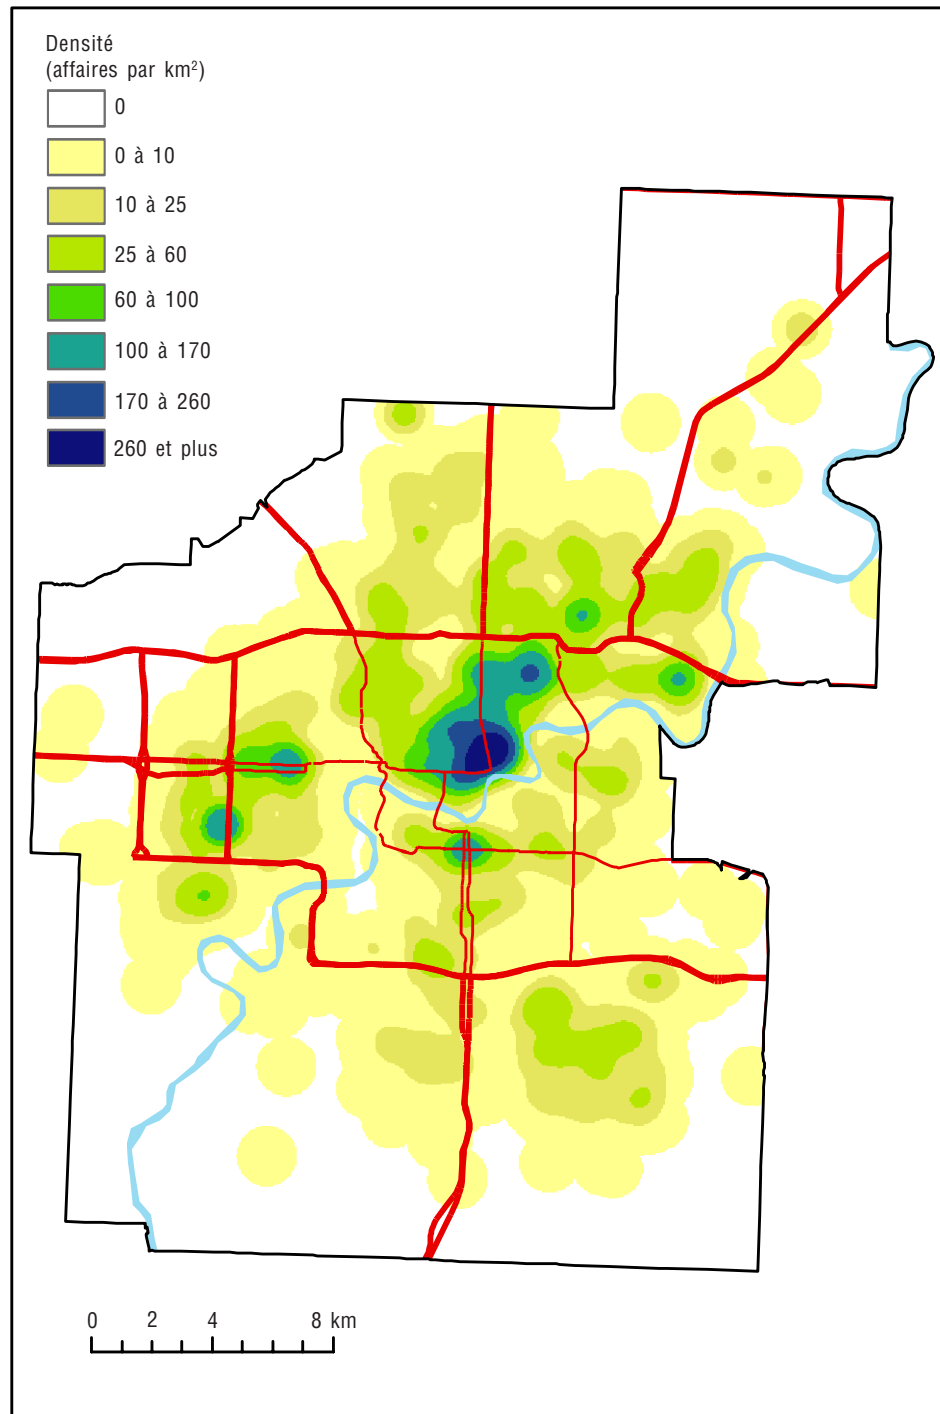 Densité
(affaires par km²)
0
0 à 10
10 à 25
25 à 60
60 à 100
100 à 170
170 à 260
260 et plus
0 2 4 8 km